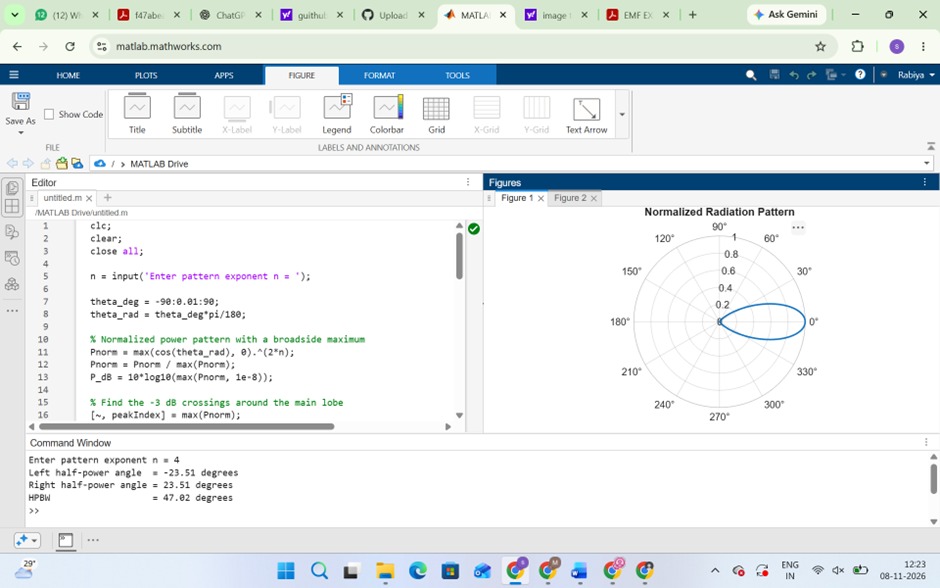 12
(12) Wh
f47abe
ChatGP
guithub
Upload
MATLA
image
EMF EX
Ask Gemini
matlab.mathworks.com
S
HOME PLOTS APPS FIGURE FORMAT TOOLS
Rabiya
Save As
Show Code
Title Subtitle X-Label Y-Label Legend Colorbar Grid X-Grid Y-Grid Text Arrow
FILE LABELS AND ANNOTATIONS
/ > MATLAB Drive
Editor
untitled.m
/MATLAB Drive/untitled.m
1 clc;
2 clear;
3 close all;
4
5 n = input('Enter pattern exponent n = ');
6
7 theta_deg = -90:0.01:90;
8 theta_rad = theta_deg*pi/180;
9
10 % Normalized power pattern with a broadside maximum
11 Pnorm = max(cos(theta_rad), 0).^(2*n);
12 Pnorm = Pnorm / max(Pnorm);
13 P_dB = 10*log10(max(Pnorm, 1e-8));
14
15 % Find the -3 dB crossings around the main lobe
16 [~, peakIndex] = max(Pnorm);
Figures
Figure 1 Figure 2
Normalized Radiation Pattern
90°
120° 1 60°
0.8
150° 0.6 30°
0.4
0.2
180° 0 0°
210° 330°
240° 300°
270°
Command Window
Enter pattern exponent n = 4
Left half-power angle = -23.51 degrees
Right half-power angle = 23.51 degrees
HPBW = 47.02 degrees
>>
29°
ENG
IN
12:23
08-11-2026